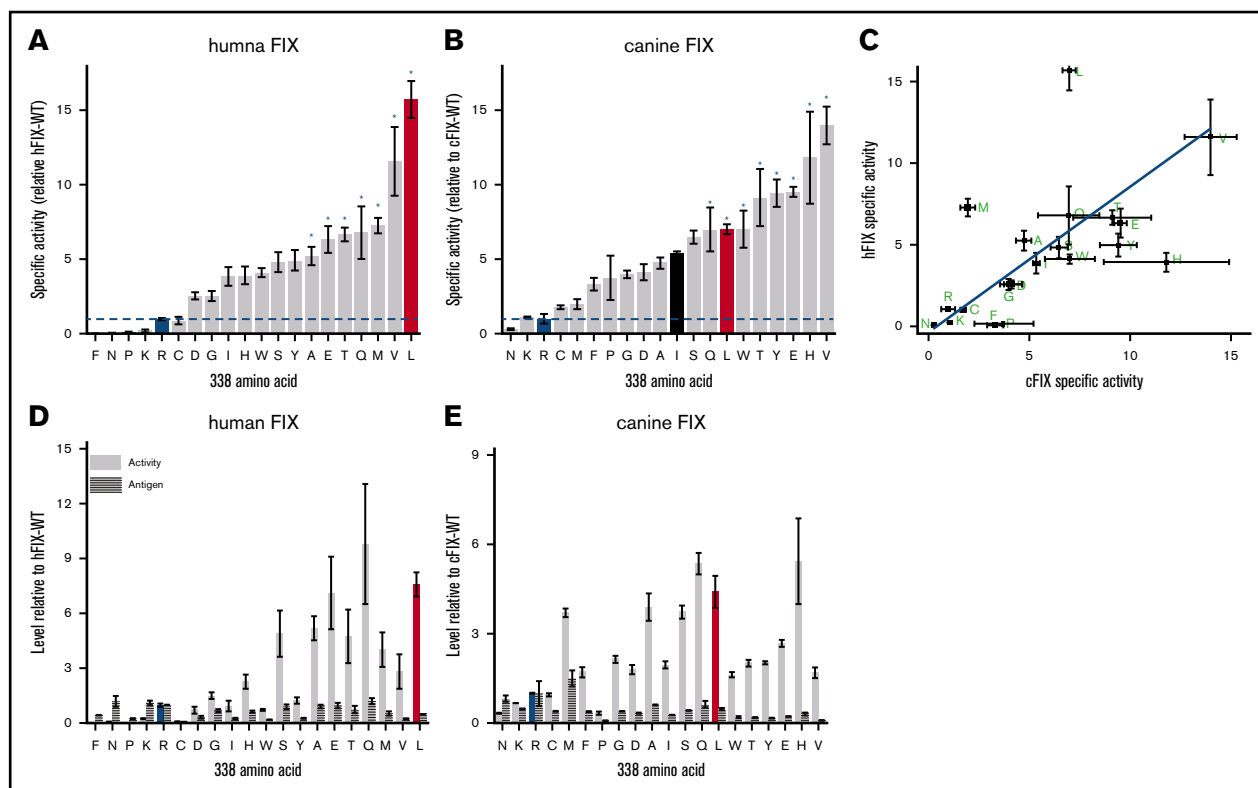 A
humna FIX
Specific activity (relative hFIX-WT)
15
10
5
0
* * * * * * *
F N P K R C D G I H W S Y A E T Q M V L
338 amino acid
B
canine FIX
Specific activity (relative to cFIX-WT)
15
10
5
0
* * * * * * *
N K R C M F P G D A I S Q L W T Y E H V
338 amino acid
C
hFIX specific activity
15
10
5
0
L
V
M
T
E
A
Y
W
H
D
G
R
C
F
N
K
0 5 10 15
cFIX specific activity
D
human FIX
Level relative to hFIX-WT
15
12
9
6
3
0
Activity
Antigen
F N P K R C D G I H W S Y A E T Q M V L
338 amino acid
E
canine FIX
Level relative to cFIX-WT
9
6
3
0
N K R C M F P G D A I S Q L W T Y E H V
338 amino acid